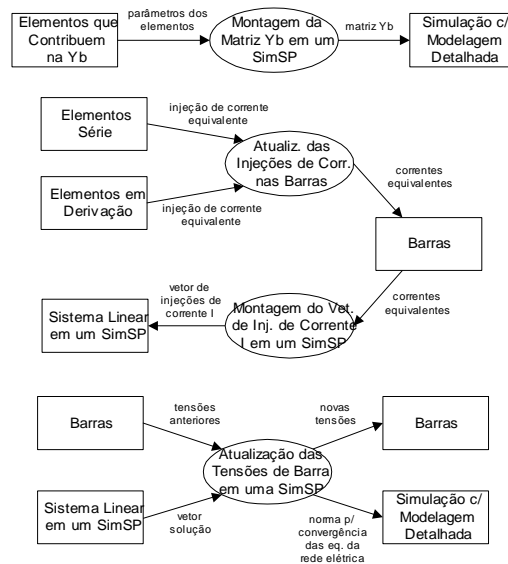 Elementos que
Contribuem
na Yb
parâmetros dos
elementos
Montagem da
Matriz Yb em um
SimSP
matriz Yb
Simulação c/
Modelagem
Detalhada
Elementos
Série
injeção de corrente
equivalente
Atualiz. das
Injeções de Corr.
nas Barras
correntes
equivalentes
Elementos em
Derivação
injeção de corrente
equivalente
Barras
Sistema Linear
em um SimSP
vetor de
injeções de
corrente I
Montagem do Vet.
de Inj. de Corrente
I em um SimSP
correntes
equivalentes
Barras
tensões
anteriores
Atualização das
Tensões de Barra
em uma SimSP
novas
tensões
Barras
Sistema Linear
em um SimSP
vetor
solução
norma p/
convergência
das eq. da
rede elétrica
Simulação c/
Modelagem
Detalhada